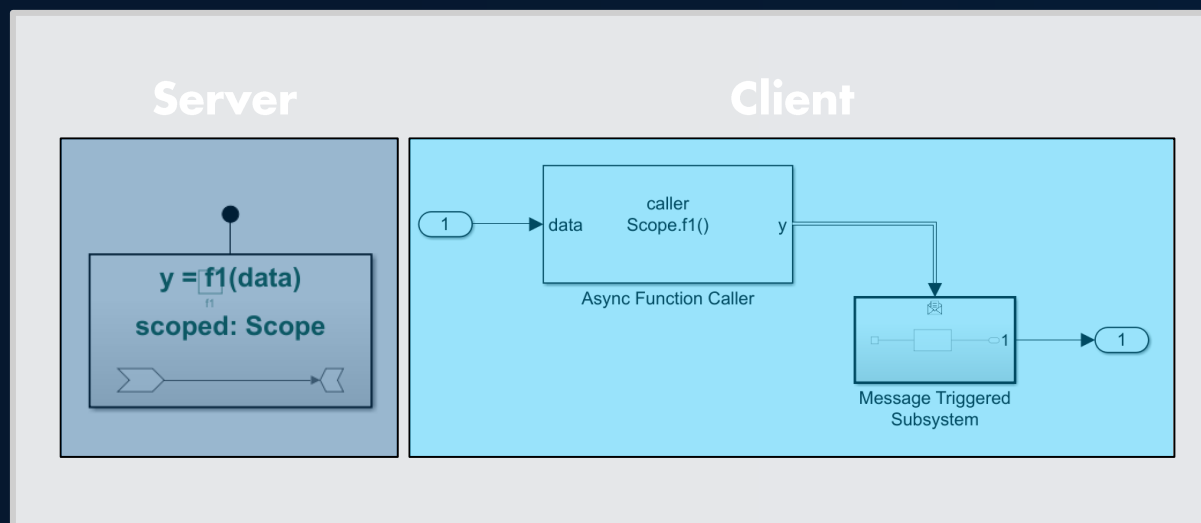 Server
Client
y = f1(data)
f1
scoped: Scope
1
data
caller
Scope.f1()
y
Async Function Caller
1
1
Message Triggered
Subsystem